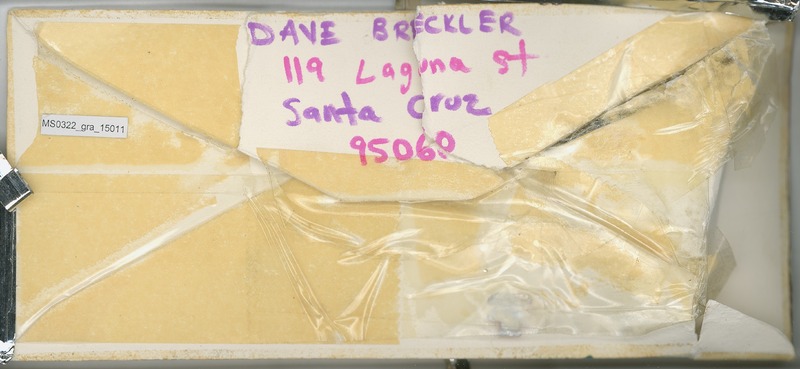 DAVE BRECKLER
119 Laguna st
Santa Cruz
95060
MS0322_gra_15011